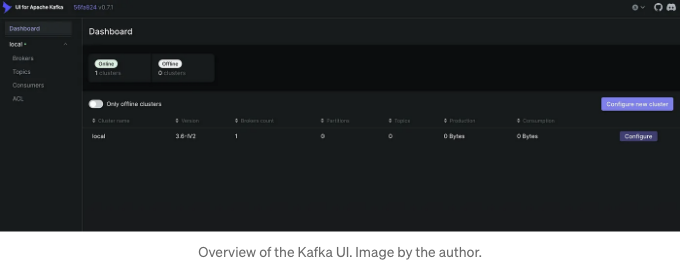 UI for Apache Kafka 56fa824 v0.7.1
Dashboard
local
Brokers
Topics
Consumers
ACL
Dashboard
Online
1 clusters
Offline
0 clusters
Only offline clusters
Configure new cluster
Cluster name Version Brokers count Partitions Topics Production Consumption
local 3.6-IV2 1 0 0 0 Bytes 0 Bytes Configure
Overview of the Kafka UI. Image by the author.